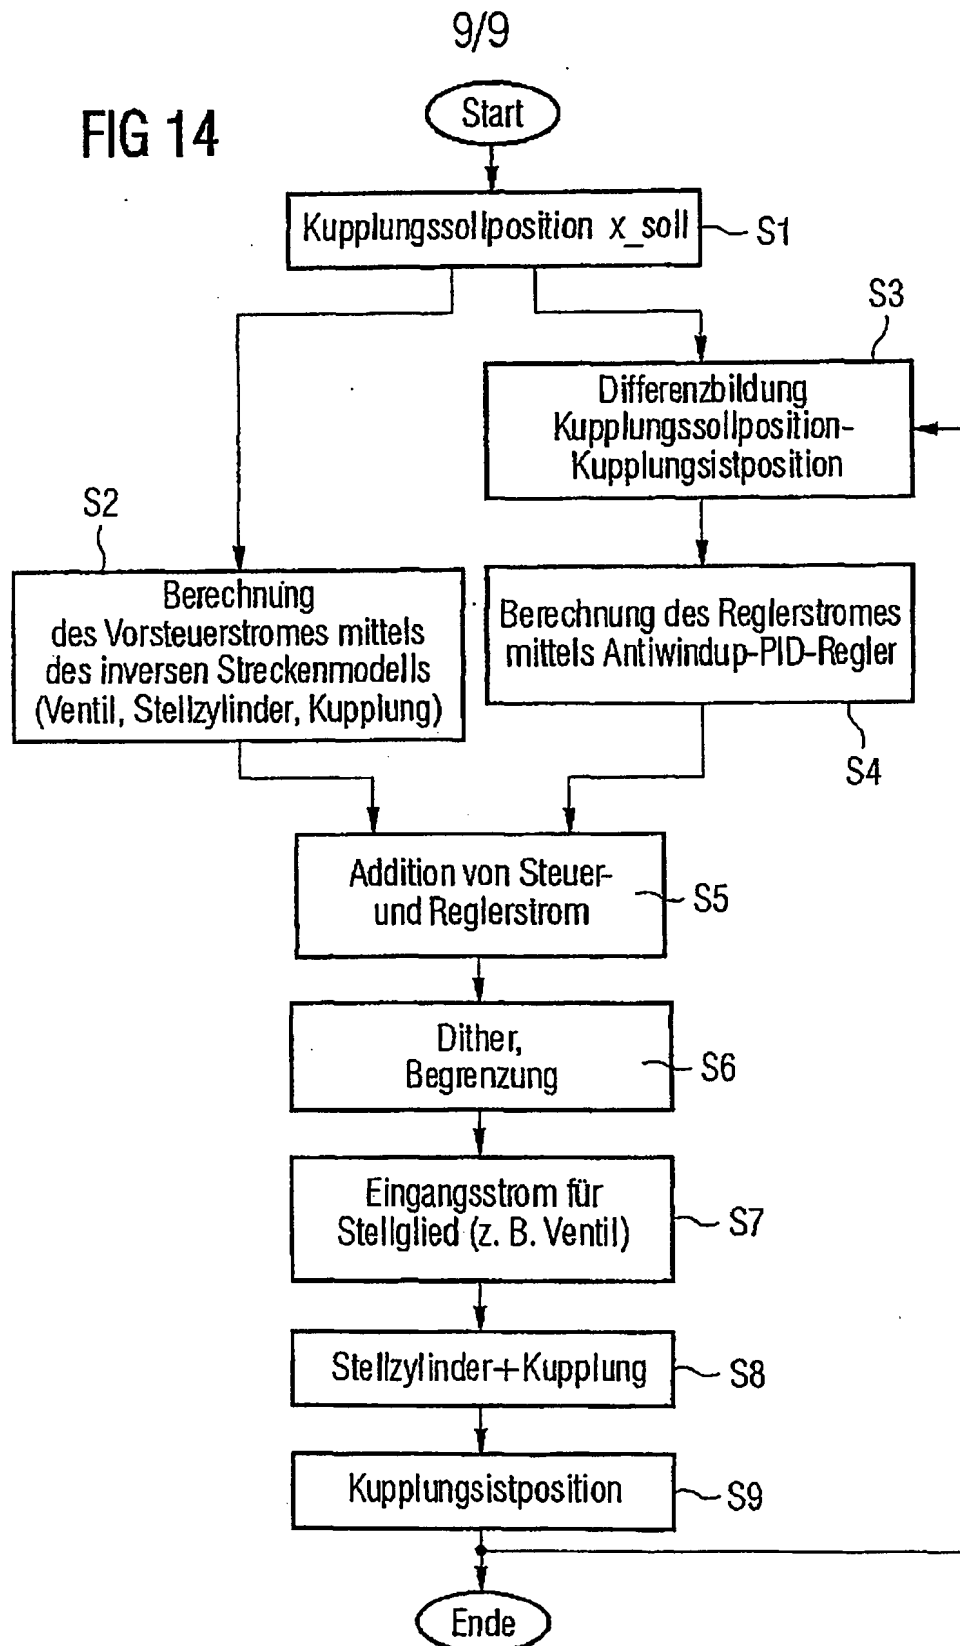 9/9
FIG 14
Start
Kupplungssollposition x_soll
S1
S3
Differenzbildung
Kupplungssollposition-
Kupplungsistposition
S2
Berechnung
des Vorsteuerstromes mittels
des inversen Streckenmodells
(Ventil, Stellzylinder, Kupplung)
Berechnung des Reglerstromes
mittels Antiwindup-PID-Regler
S4
Addition von Steuer-
und Reglerstrom
S5
Dither,
Begrenzung
S6
Eingangsstrom für
Stellglied (z. B. Ventil)
S7
Stellzylinder+Kupplung
S8
Kupplungsistposition
S9
Ende